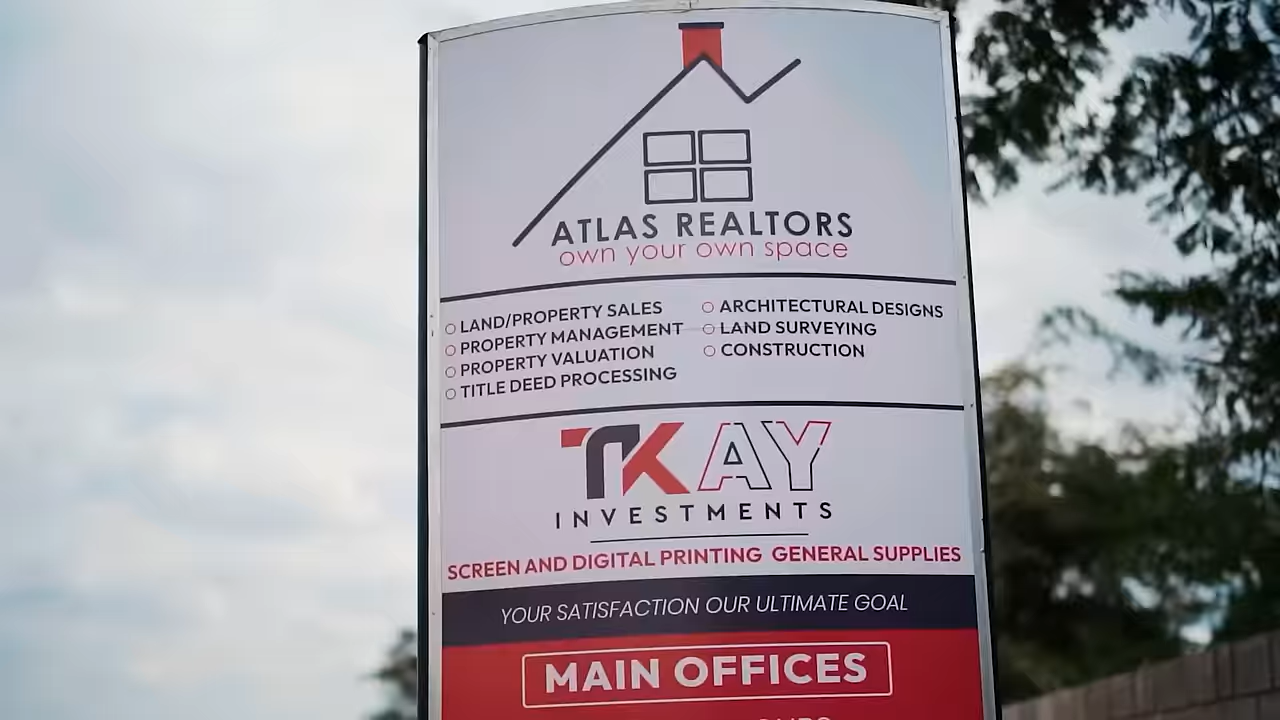 ATLAS REALTORS
own your own space
LAND/PROPERTY SALES
PROPERTY MANAGEMENT
PROPERTY VALUATION
TITLE DEED PROCESSING
ARCHITECTURAL DESIGNS
LAND SURVEYING
CONSTRUCTION
TKAY
INVESTMENTS
SCREEN AND DIGITAL PRINTING GENERAL SUPPLIES
YOUR SATISFACTION OUR ULTIMATE GOAL
MAIN OFFICES